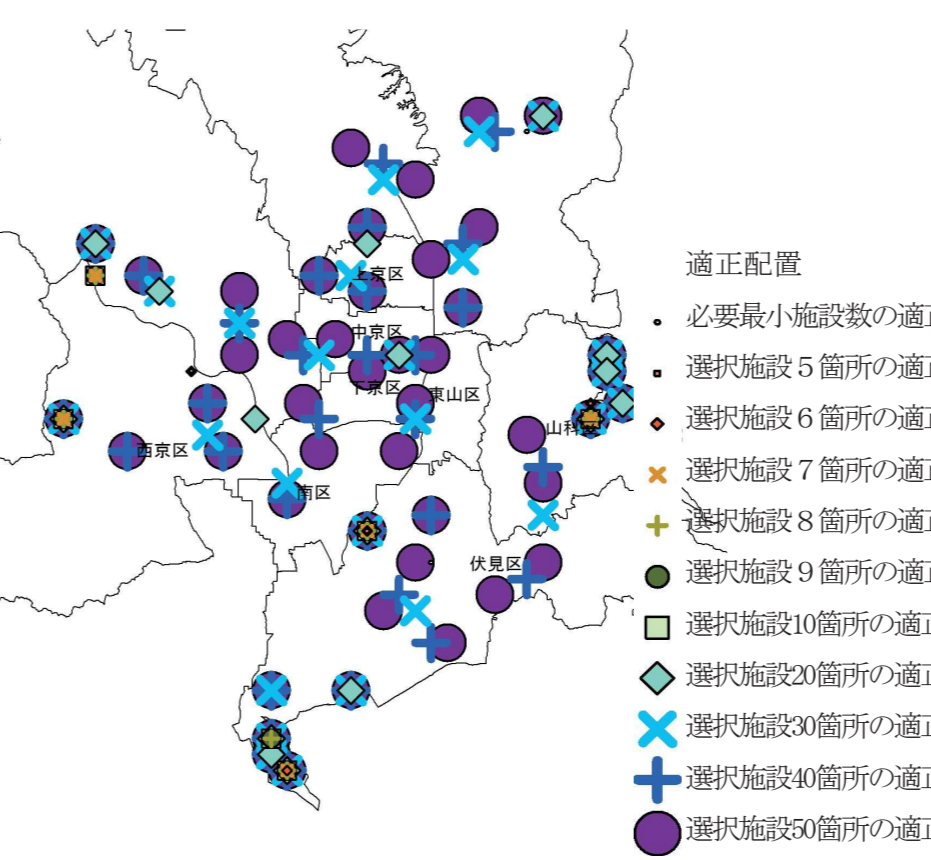 上京区
中京区
下京区
東山区
山科区
西京区
南区
伏見区
適正配置
必要最小施設数の適正
選択施設５箇所の適正
選択施設６箇所の適正
選択施設７箇所の適正
選択施設８箇所の適正
選択施設９箇所の適正
選択施設10箇所の適正
選択施設20箇所の適正
選択施設30箇所の適正
選択施設40箇所の適正
選択施設50箇所の適正